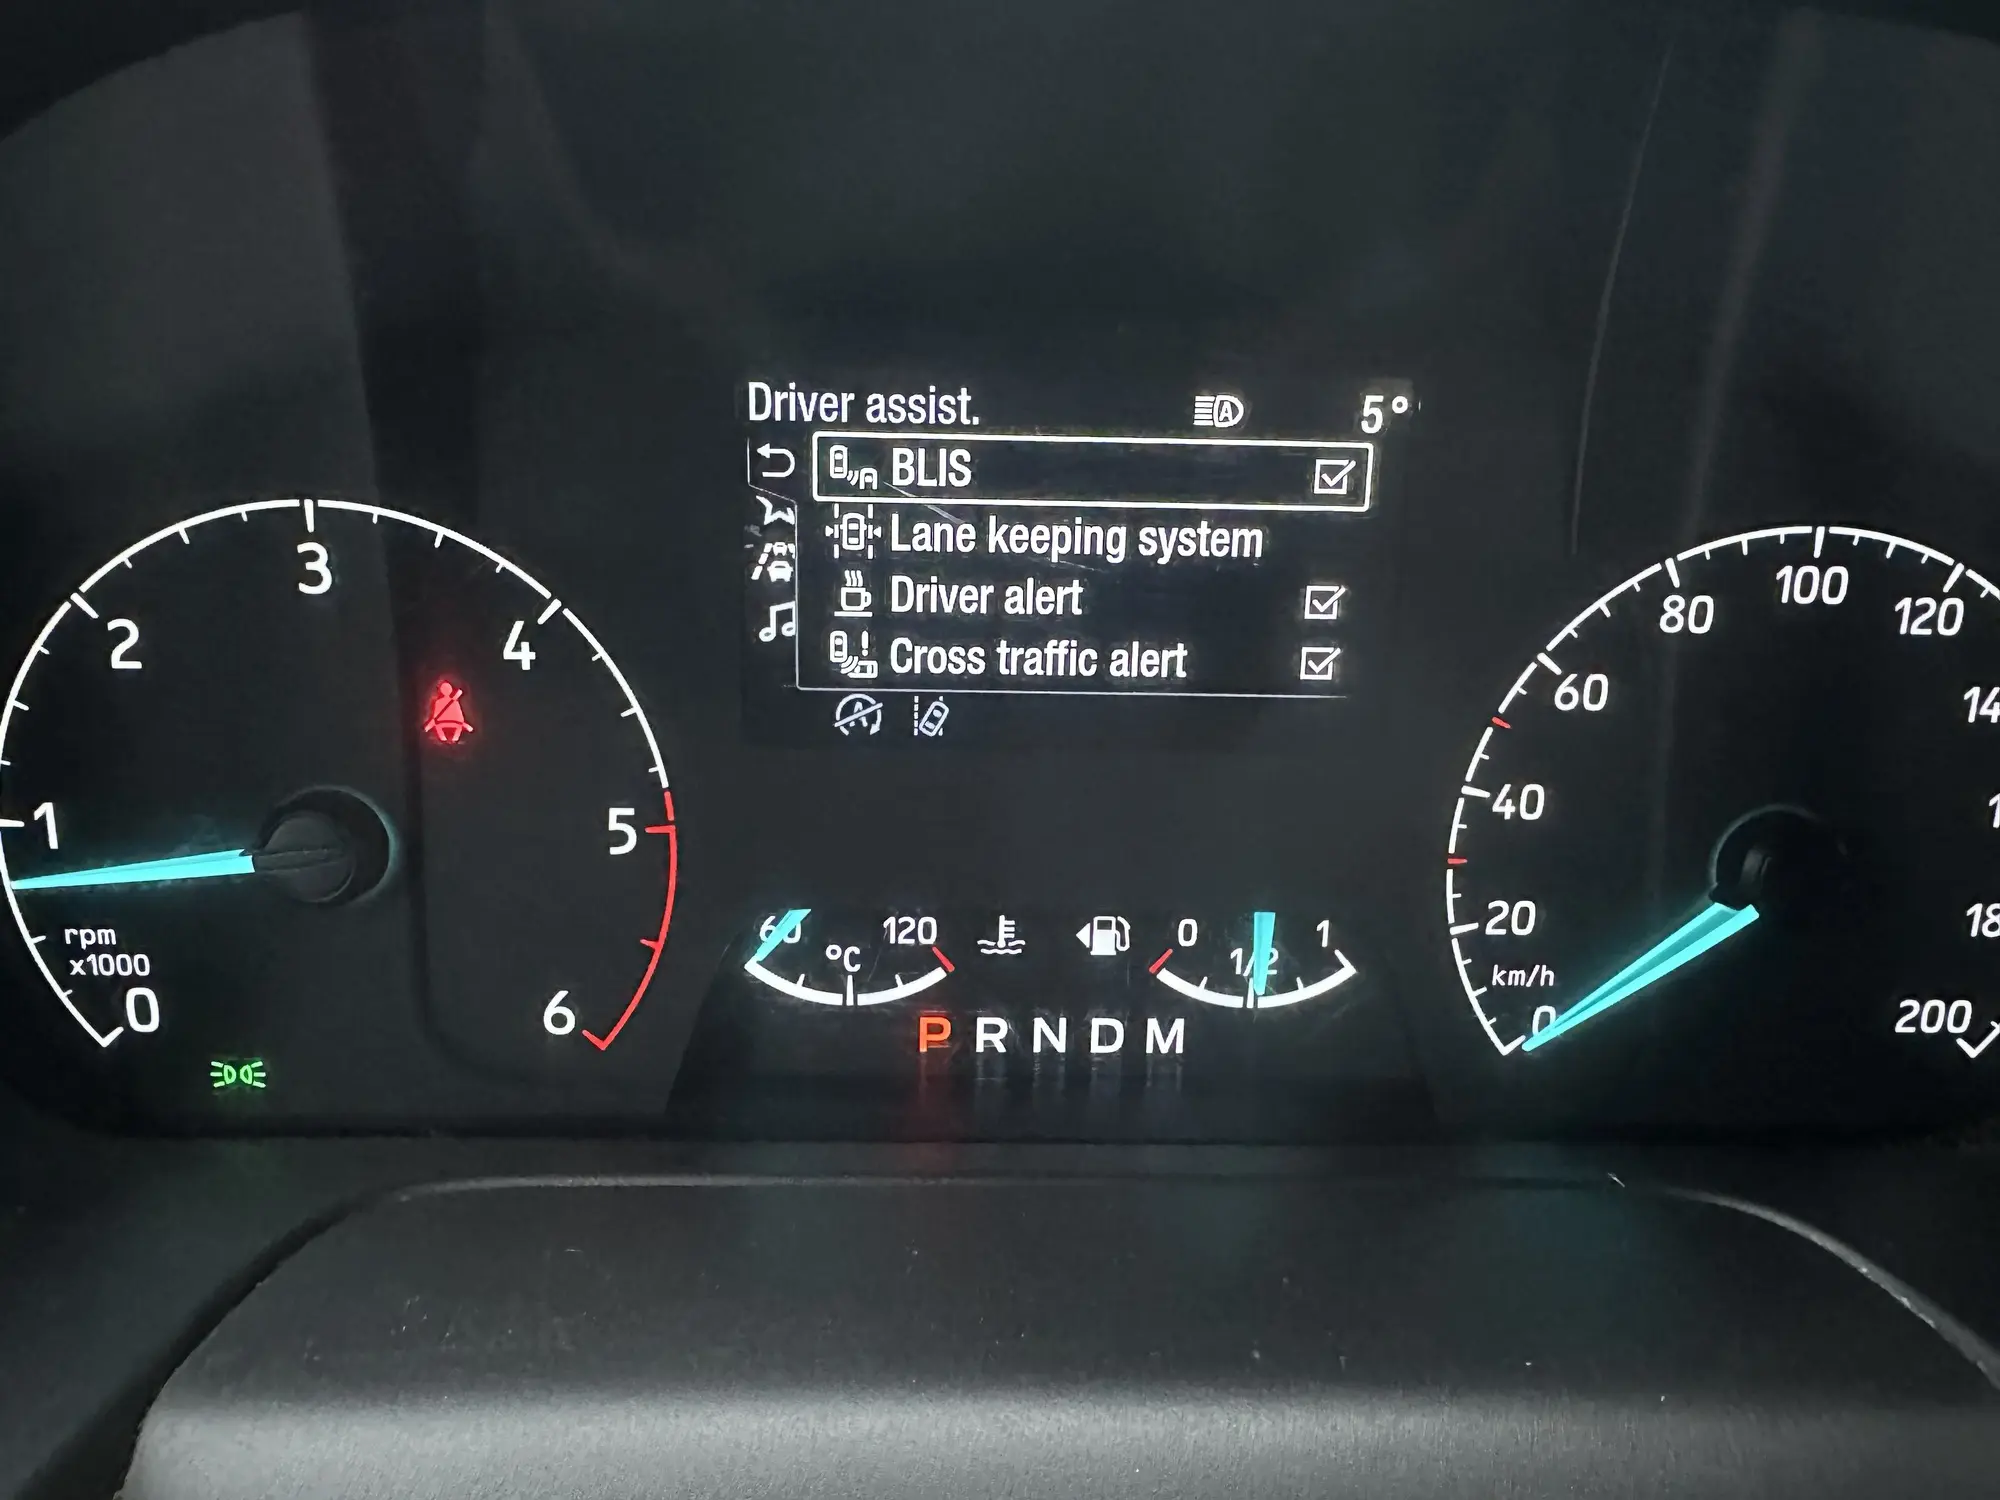 Driver assist. 5°
BLIS
Lane keeping system
Driver alert
Cross traffic alert
3
2
4
1
5
rpm
x1000
0
6
60
120
°C
0
1/2
1
P R N D M
100
80
120
60
40
20
km/h
0
200